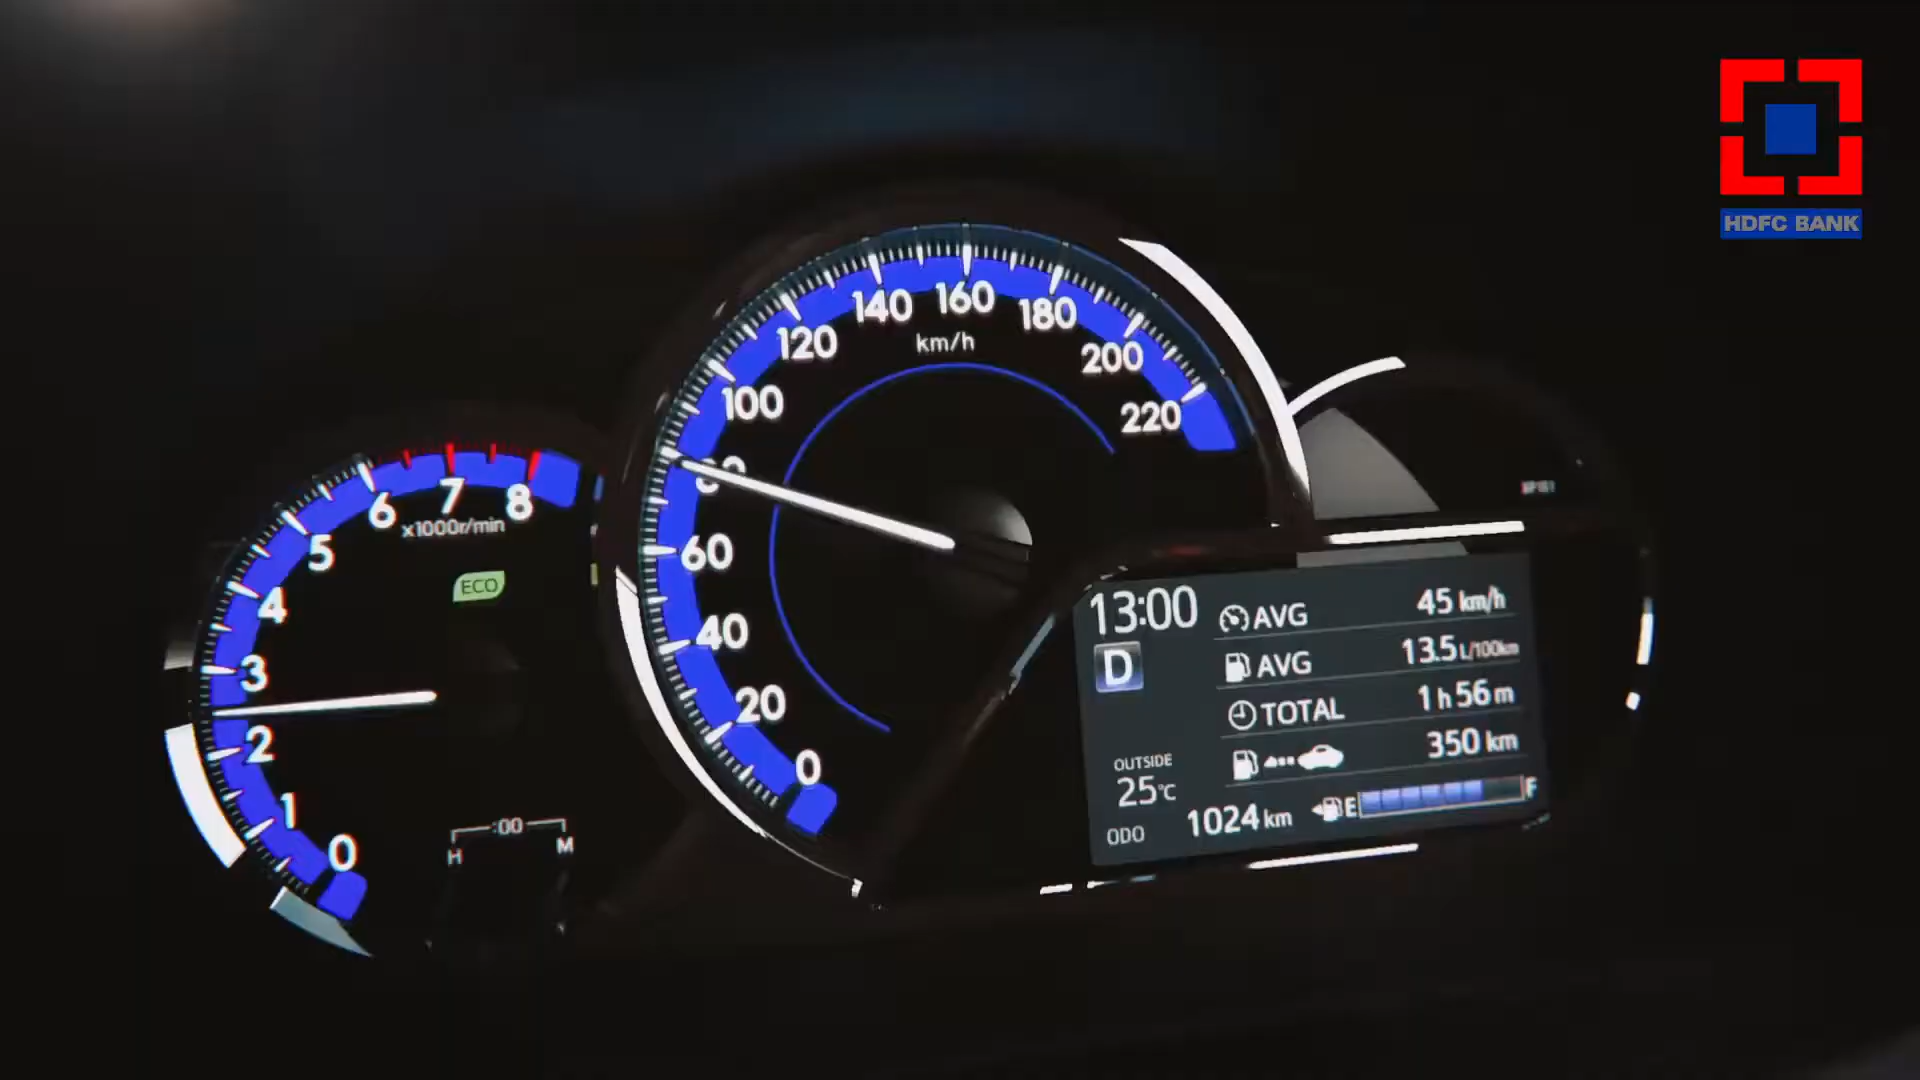 HDFC BANK
0
1
2
3
4
5
6
7
8
x1000r/min
ECO
:00
H
M
0
20
40
60
80
100
120
140
160
180
200
220
km/h
13:00
D
AVG 45 km/h
AVG 13.5 L/100km
TOTAL 1 h 56 m
350 km
OUTSIDE
25°C
ODO 1024 km
E F